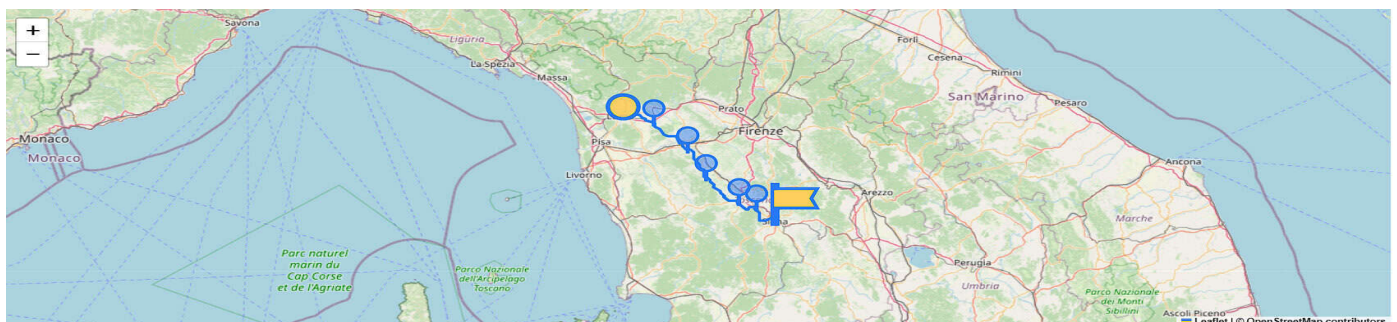 +
−
Savona
Liguria
La Spezia
Massa
Forlì
Cesena
Rimini
San Marino
Pesaro
Prato
Firenze
Pisa
Monaco
Monaco
Livorno
Ancona
Arezzo
Marche
Parc naturel
marin du
Cap Corse
et de l'Agriate
Parco Nazionale
dell'Arcipelago
Toscano
Perugia
Umbria
Parco Nazionale
dei Monti
Sibillini
Ascoli Piceno
Leaflet | © OpenStreetMap contributors